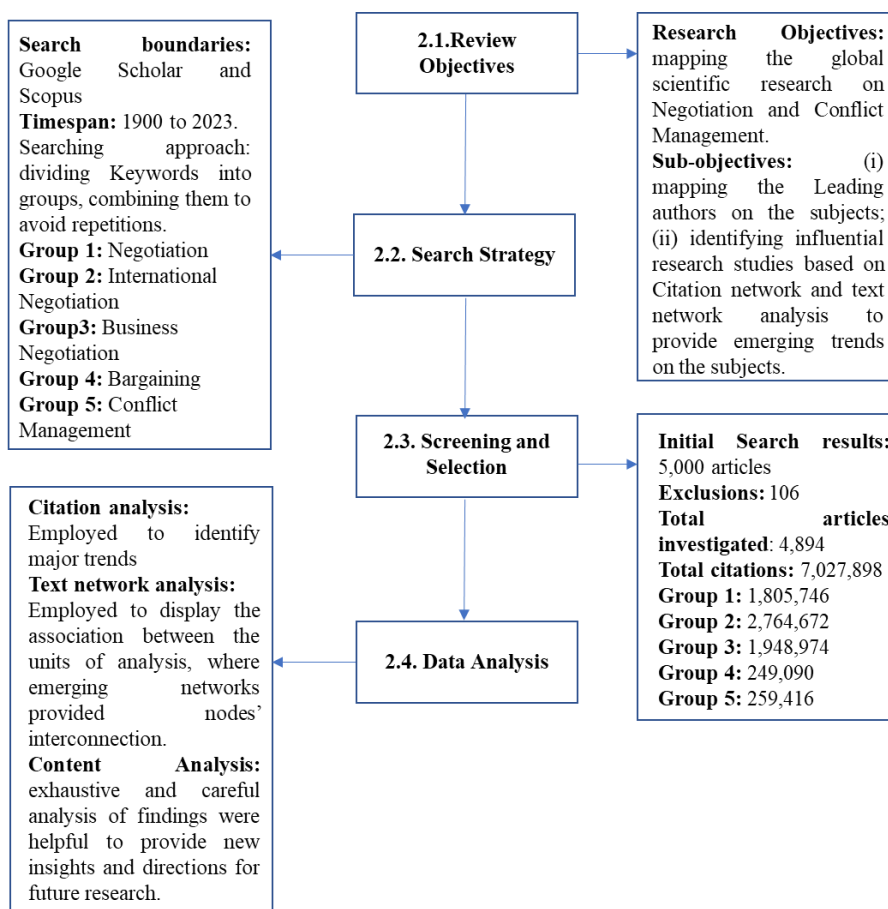 2.1.Review
Objectives
Research Objectives:
mapping the global
scientific research on
Negotiation and Conflict
Management.
Sub-objectives: (i)
mapping the Leading
authors on the subjects;
(ii) identifying influential
research studies based on
Citation network and text
network analysis to
provide emerging trends
on the subjects.
Search boundaries:
Google Scholar and
Scopus
Timespan: 1900 to 2023.
Searching approach:
dividing Keywords into
groups, combining them to
avoid repetitions.
Group 1: Negotiation
Group 2: International
Negotiation
Group3: Business
Negotiation
Group 4: Bargaining
Group 5: Conflict
Management
2.2. Search Strategy
2.3. Screening and
Selection
Initial Search results:
5,000 articles
Exclusions: 106
Total articles
investigated: 4,894
Total citations: 7,027,898
Group 1: 1,805,746
Group 2: 2,764,672
Group 3: 1,948,974
Group 4: 249,090
Group 5: 259,416
Citation analysis:
Employed to identify
major trends
Text network analysis:
Employed to display the
association between the
units of analysis, where
emerging networks
provided nodes’
interconnection.
Content Analysis:
exhaustive and careful
analysis of findings were
helpful to provide new
insights and directions for
future research.
2.4. Data Analysis